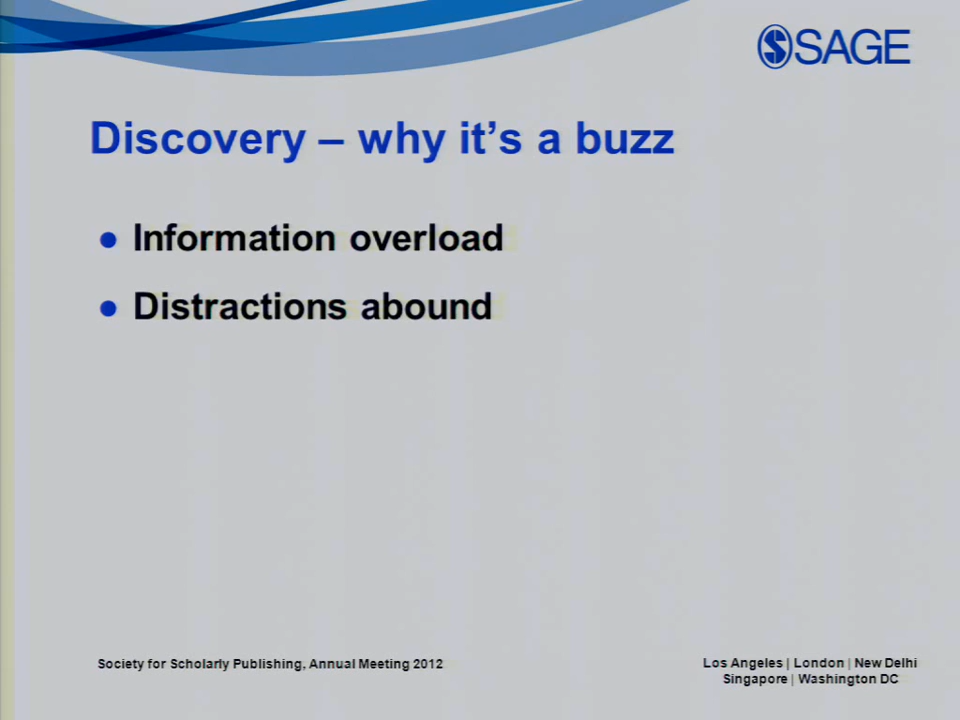 SAGE
Discovery – why it's a buzz
● Information overload
● Distractions abound
Society for Scholarly Publishing, Annual Meeting 2012
Los Angeles | London | New Delhi
Singapore | Washington DC